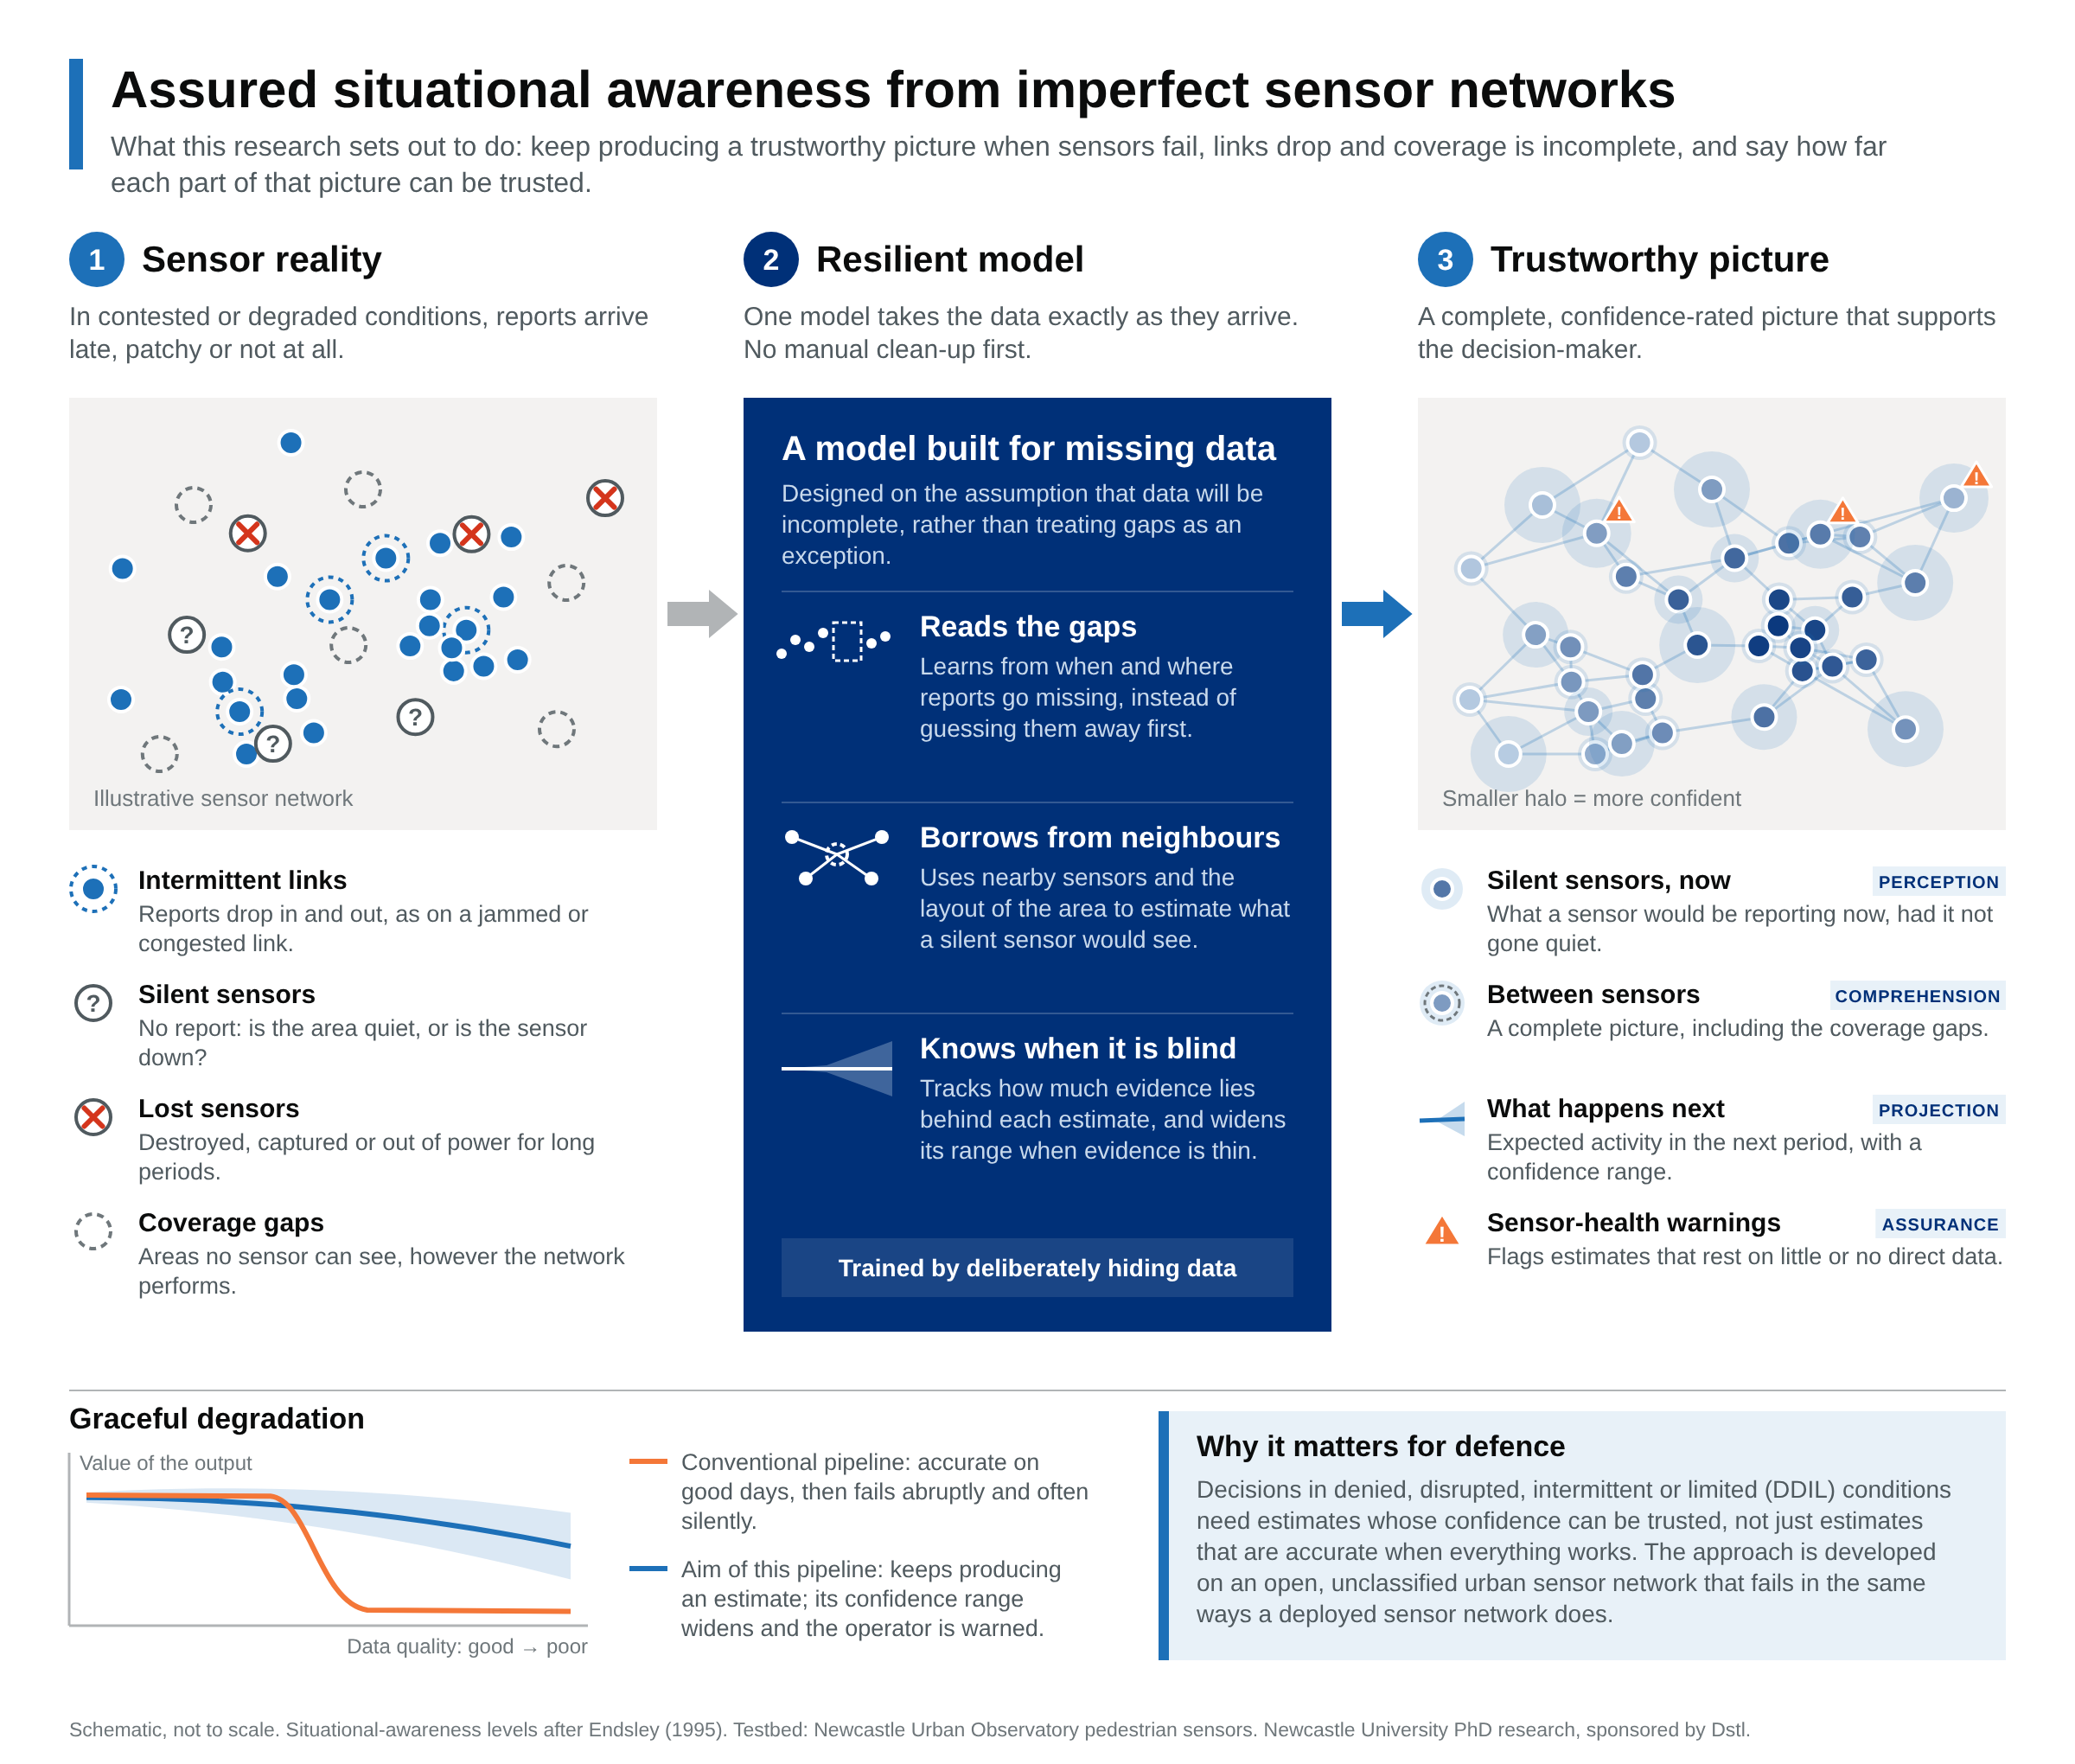 Assured situational awareness from imperfect sensor networks
What this research sets out to do: keep producing a trustworthy picture when sensors fail, links drop and coverage is incomplete, and say how far
each part of that picture can be trusted.
1 Sensor reality
In contested or degraded conditions, reports arrive
late, patchy or not at all.
?
?
?
Illustrative sensor network
Intermittent links
Reports drop in and out, as on a jammed or
congested link.
? Silent sensors
No report: is the area quiet, or is the sensor
down?
Lost sensors
Destroyed, captured or out of power for long
periods.
Coverage gaps
Areas no sensor can see, however the network
performs.
2 Resilient model
One model takes the data exactly as they arrive.
No manual clean-up first.
A model built for missing data
Designed on the assumption that data will be
incomplete, rather than treating gaps as an
exception.
Reads the gaps
Learns from when and where
reports go missing, instead of
guessing them away first.
Borrows from neighbours
Uses nearby sensors and the
layout of the area to estimate what
a silent sensor would see.
Knows when it is blind
Tracks how much evidence lies
behind each estimate, and widens
its range when evidence is thin.
Trained by deliberately hiding data
3 Trustworthy picture
A complete, confidence-rated picture that supports
the decision-maker.
!
!
!
Smaller halo = more confident
Silent sensors, now PERCEPTION
What a sensor would be reporting now, had it not
gone quiet.
Between sensors COMPREHENSION
A complete picture, including the coverage gaps.
What happens next PROJECTION
Expected activity in the next period, with a
confidence range.
! Sensor-health warnings ASSURANCE
Flags estimates that rest on little or no direct data.
Graceful degradation
Value of the output
Data quality: good → poor
Conventional pipeline: accurate on
good days, then fails abruptly and often
silently.
Aim of this pipeline: keeps producing
an estimate; its confidence range
widens and the operator is warned.
Why it matters for defence
Decisions in denied, disrupted, intermittent or limited (DDIL) conditions
need estimates whose confidence can be trusted, not just estimates
that are accurate when everything works. The approach is developed
on an open, unclassified urban sensor network that fails in the same
ways a deployed sensor network does.
Schematic, not to scale. Situational-awareness levels after Endsley (1995). Testbed: Newcastle Urban Observatory pedestrian sensors. Newcastle University PhD research, sponsored by Dstl.